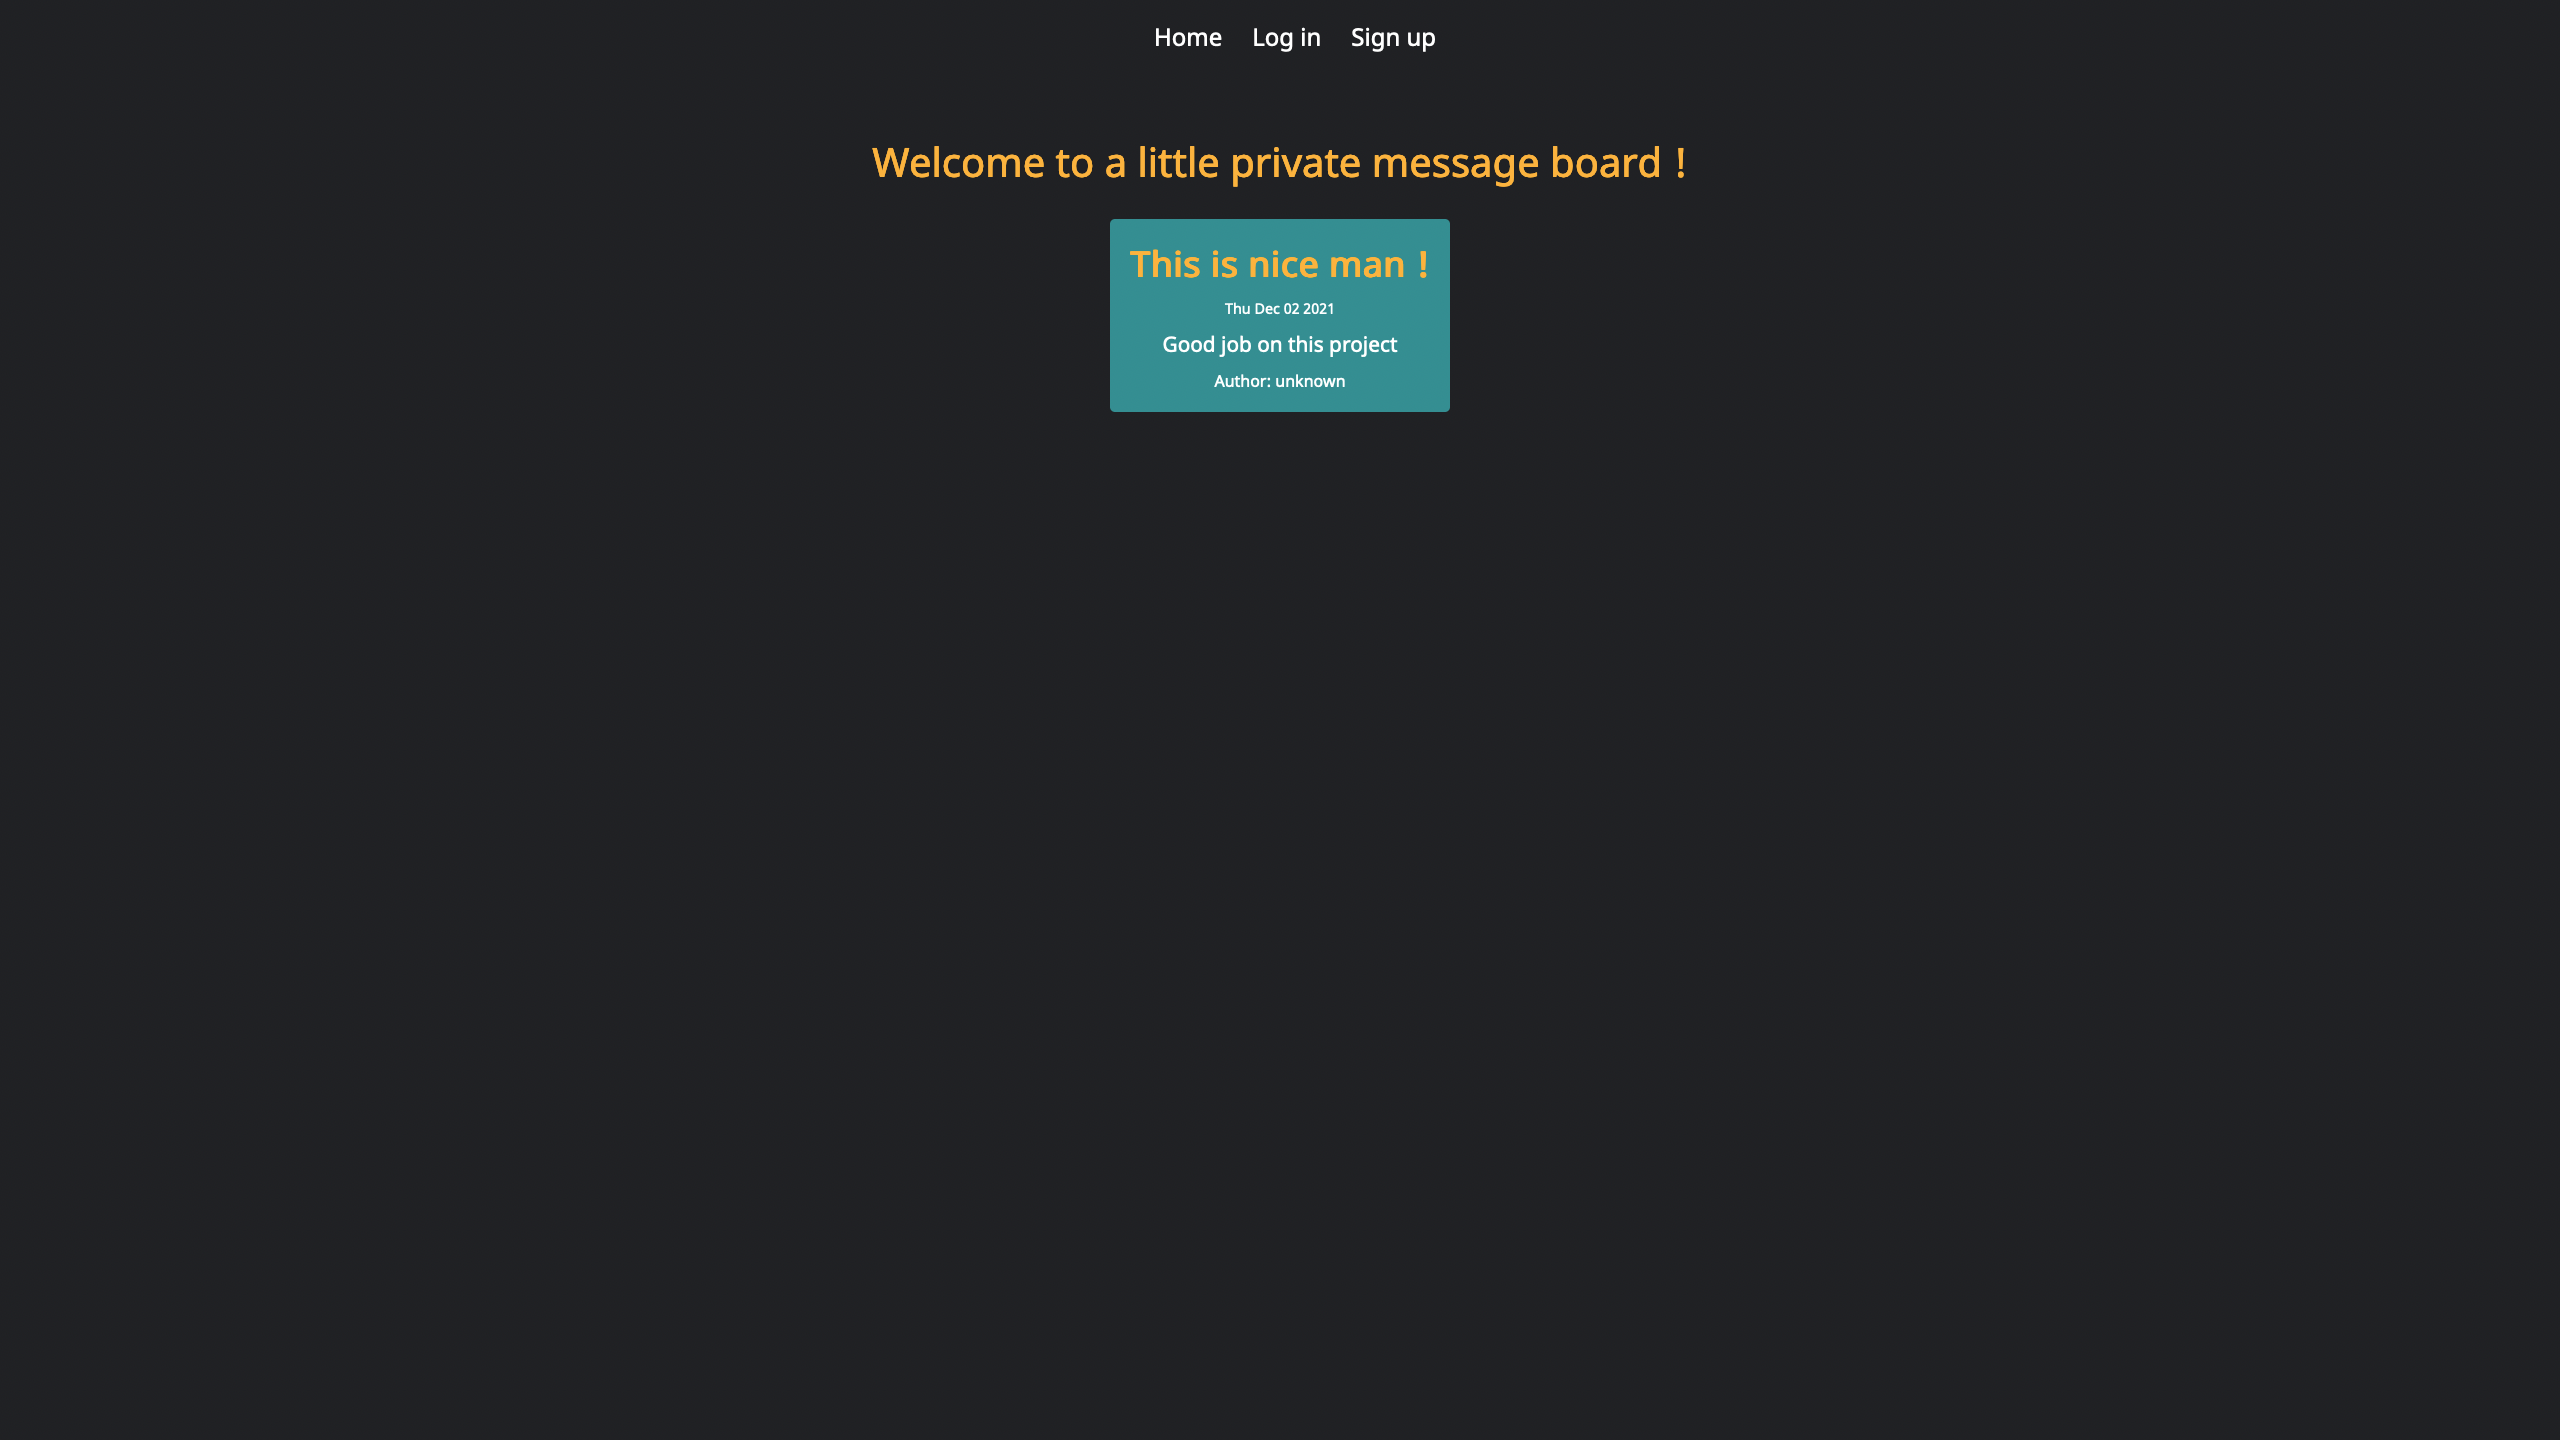 Home Log in Sign up
Welcome to a little private message board !
This is nice man !
Thu Dec 02 2021
Good job on this project
Author: unknown